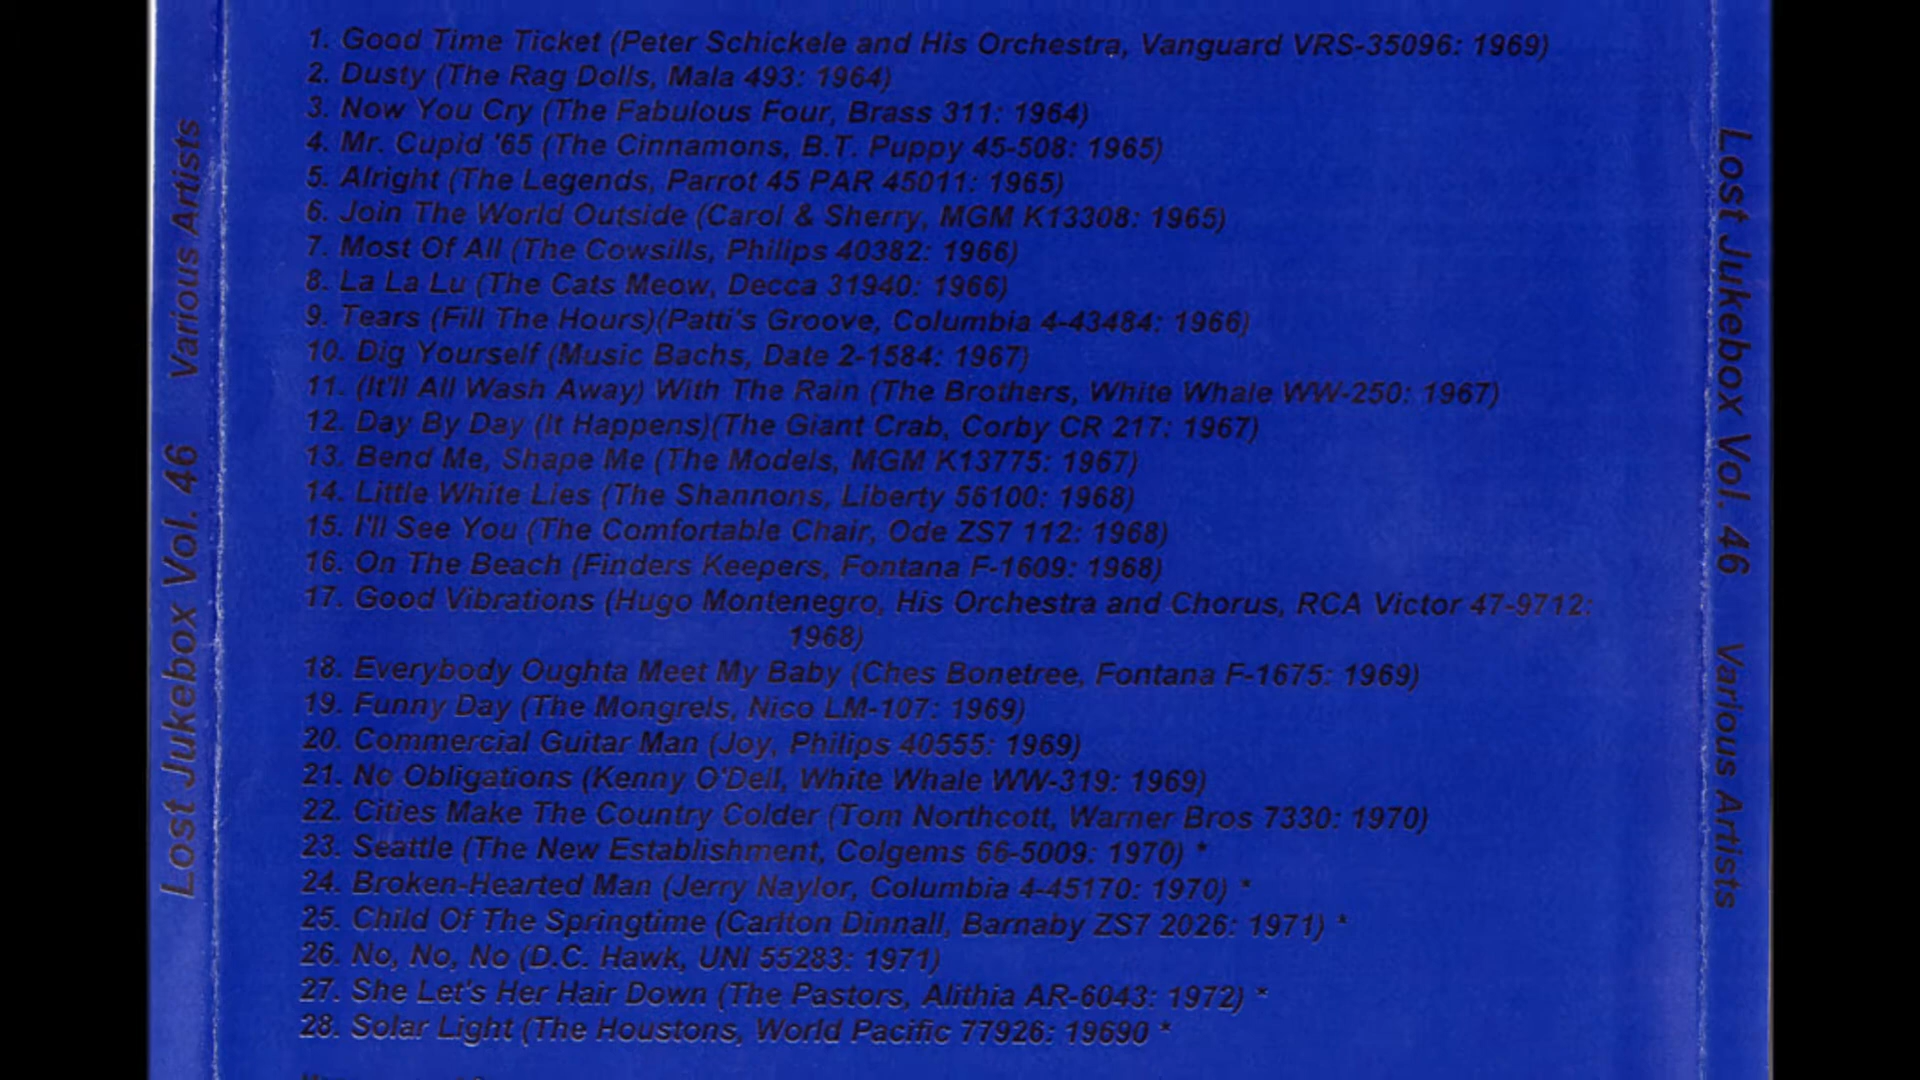 1. Good Time Ticket (Peter Schickele and His Orchestra, Vanguard VRS-35096: 1969)
2. Dusty (The Rag Dolls, Mala 493: 1964)
3. Now You Cry (The Fabulous Four, Brass 311: 1964)
4. Mr. Cupid '65 (The Cinnamons, B.T. Puppy 45-508: 1965)
5. Alright (The Legends, Parrot 45 PAR 45011: 1965)
6. Join The World Outside (Carol & Sherry, MGM K13308: 1965)
7. Most Of All (The Cowsills, Philips 40382: 1966)
8. La La Lu (The Cats Meow, Decca 31940: 1966)
9. Tears (Fill The Hours)(Patti's Groove, Columbia 4-43484: 1966)
10. Dig Yourself (Music Bachs, Date 2-1584: 1967)
11. (It'll All Wash Away) With The Rain (The Brothers, White Whale WW-250: 1967)
12. Day By Day (It Happens)(The Giant Crab, Corby CR 217: 1967)
13. Bend Me, Shape Me (The Models, MGM K13775: 1967)
14. Little White Lies (The Shannons, Liberty 56100: 1968)
15. I'll See You (The Comfortable Chair, Ode ZS7 112: 1968)
16. On The Beach (Finders Keepers, Fontana F-1609: 1968)
17. Good Vibrations (Hugo Montenegro, His Orchestra and Chorus, RCA Victor 47-9712:
1968)
18. Everybody Oughta Meet My Baby (Ches Bonetree, Fontana F-1675: 1969)
19. Funny Day (The Mongrels, Nico LM-107: 1969)
20. Commercial Guitar Man (Joy, Philips 40555: 1969)
21. No Obligations (Kenny O'Dell, White Whale WW-319: 1969)
22. Cities Make The Country Colder (Tom Northcott, Warner Bros 7330: 1970)
23. Seattle (The New Establishment, Colgems 66-5009: 1970) *
24. Broken-Hearted Man (Jerry Naylor, Columbia 4-45170: 1970) *
25. Child Of The Springtime (Carlton Dinnall, Barnaby ZS7 2026: 1971) *
26. No, No, No (D.C. Hawk, UNI 55283: 1971)
27. She Let's Her Hair Down (The Pastors, Alithia AR-6043: 1972) *
28. Solar Light (The Houstons, World Pacific 77926: 19690 *
Lost Jukebox Vol. 46 Various Artists
Lost Jukebox Vol. 46 Various Artists